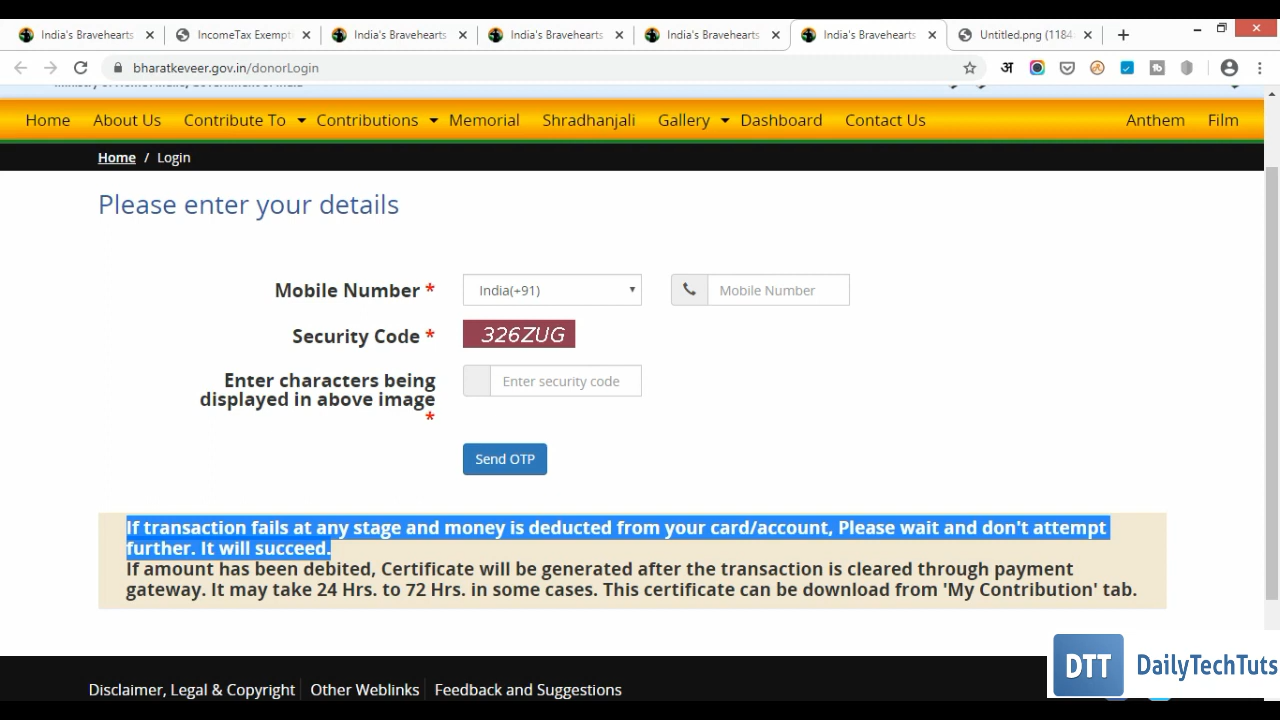 India's Bravehearts
IncomeTax Exempt
India's Bravehearts
India's Bravehearts
India's Bravehearts
India's Bravehearts
Untitled.png (1184
bharatkeveer.gov.in/donorLogin
अ
Home About Us Contribute To Contributions Memorial Shradhanjali Gallery Dashboard Contact Us Anthem Film
Home / Login
Please enter your details
Mobile Number * India(+91) Mobile Number
Security Code * 326ZUG
Enter characters being
displayed in above image
*
Enter security code
Send OTP
If transaction fails at any stage and money is deducted from your card/account, Please wait and don't attempt
further. It will succeed.
If amount has been debited, Certificate will be generated after the transaction is cleared through payment
gateway. It may take 24 Hrs. to 72 Hrs. in some cases. This certificate can be download from 'My Contribution' tab.
DTT DailyTechTuts
Disclaimer, Legal & Copyright Other Weblinks Feedback and Suggestions